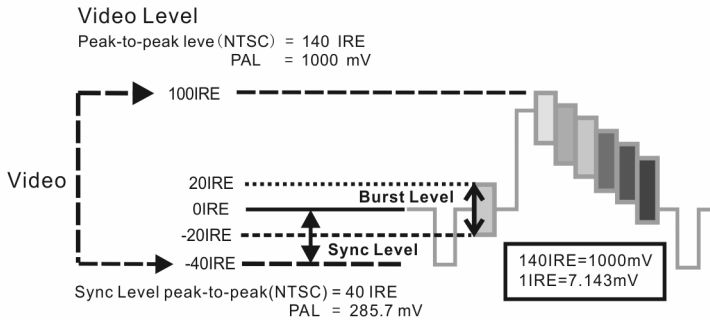 Video Level
Peak-to-peak leve(NTSC) = 140 IRE
PAL = 1000 mV
100IRE
Video
20IRE
Burst Level
0IRE
-20IRE
Sync Level
-40IRE
140IRE=1000mV
1IRE=7.143mV
Sync Level peak-to-peak(NTSC) = 40 IRE
PAL = 285.7 mV